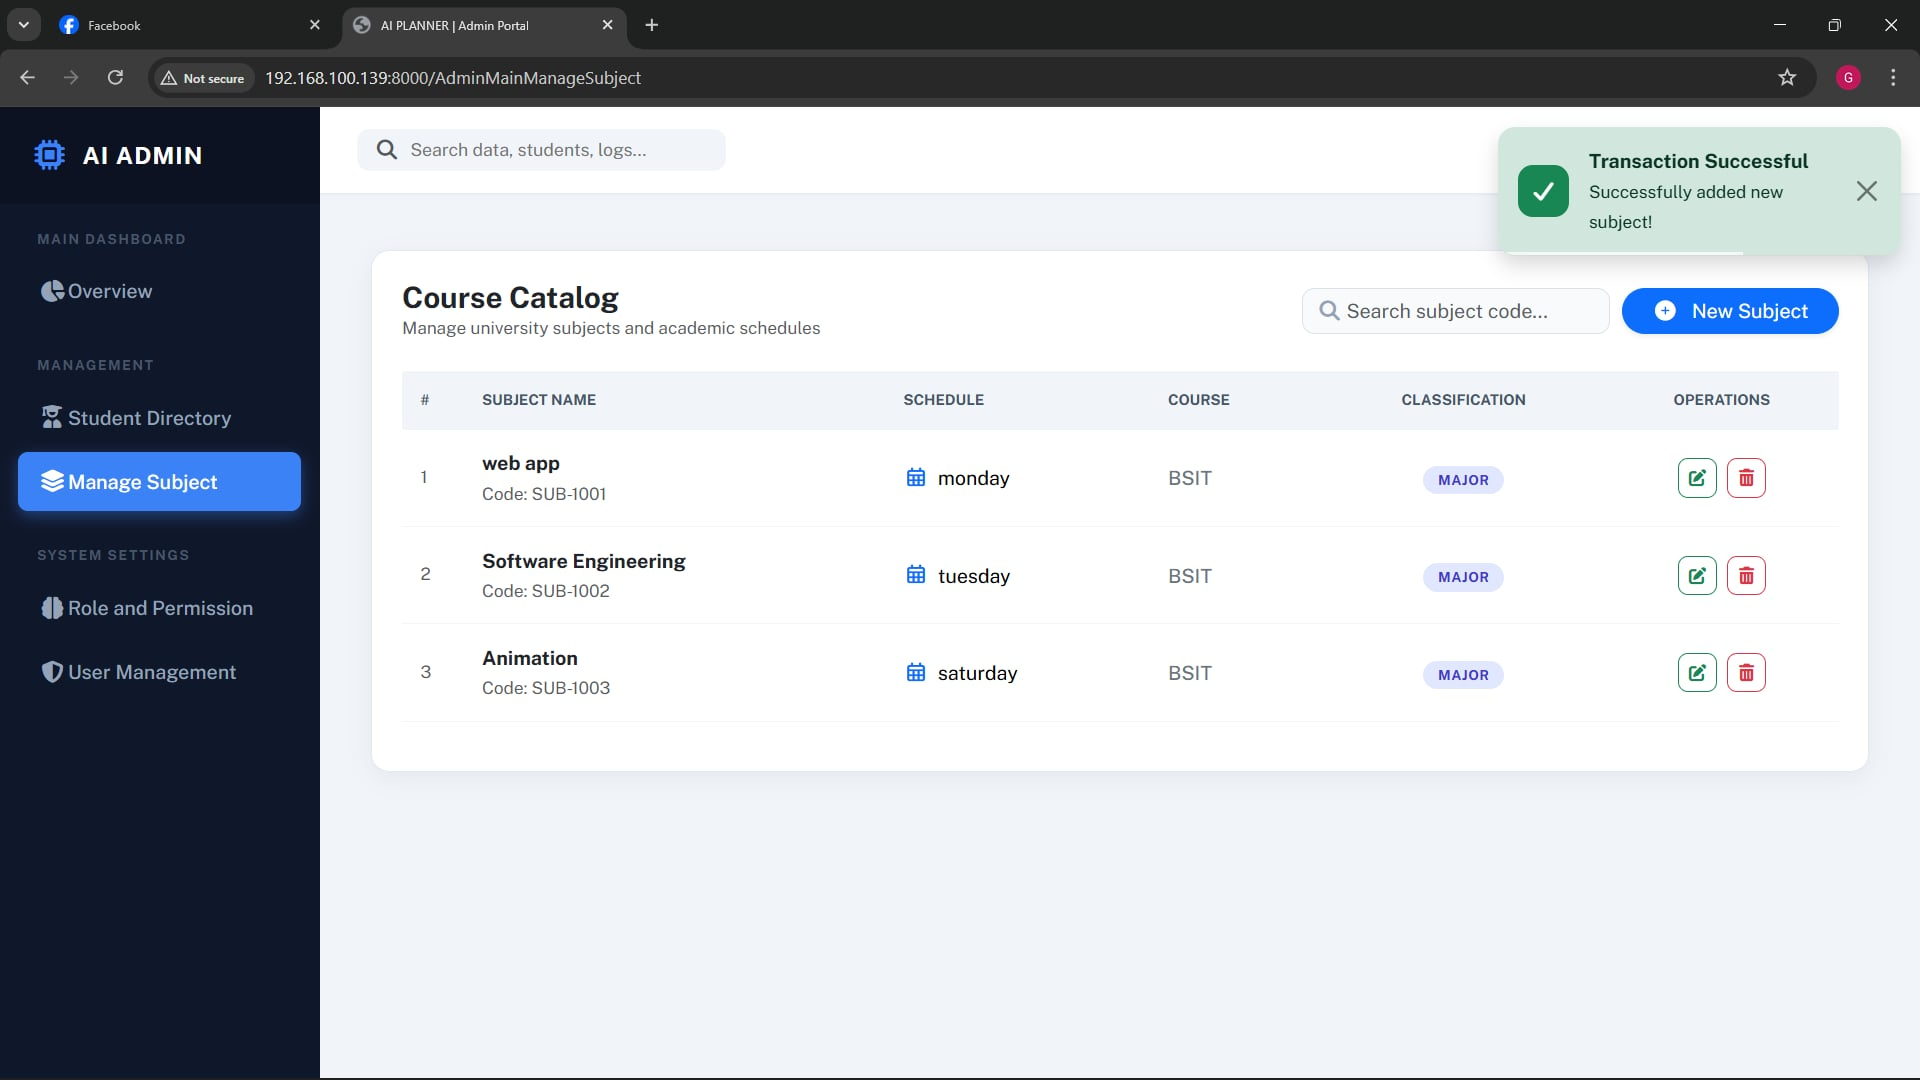 Facebook
AI PLANNER | Admin Portal
Not secure
192.168.100.139:8000/AdminMainManageSubject
G
AI ADMIN
Search data, students, logs...
Transaction Successful
Successfully added new
subject!
MAIN DASHBOARD
Overview
MANAGEMENT
Student Directory
Manage Subject
SYSTEM SETTINGS
Role and Permission
User Management
Course Catalog
Manage university subjects and academic schedules
Search subject code...
New Subject
# SUBJECT NAME SCHEDULE COURSE CLASSIFICATION OPERATIONS
1 web app monday BSIT MAJOR
Code: SUB-1001
2 Software Engineering tuesday BSIT MAJOR
Code: SUB-1002
3 Animation saturday BSIT MAJOR
Code: SUB-1003